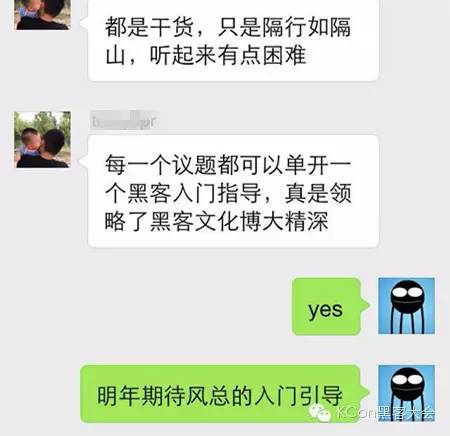 都是干货，只是隔行如隔
山，听起来有点困难
每一个议题都可以单开一
个黑客入门指导，真是领
略了黑客文化博大精深
yes
明年期待风总的入门引导
KCon黑客大会